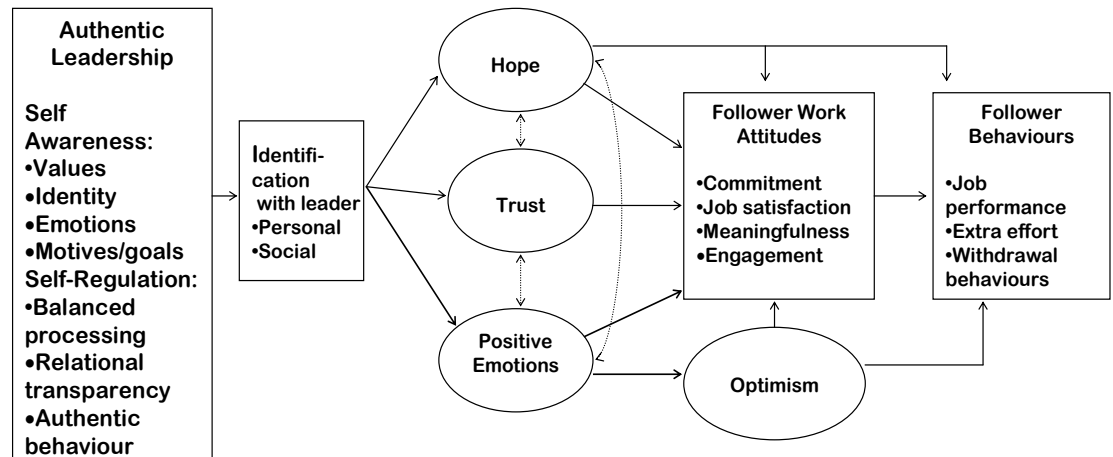 Authentic
Leadership
Self
Awareness:
•Values
•Identity
•Emotions
•Motives/goals
Self-Regulation:
•Balanced
processing
•Relational
transparency
•Authentic
behaviour
Identifi-
cation
with leader
•Personal
•Social
Hope
Trust
Positive
Emotions
Follower Work
Attitudes
•Commitment
•Job satisfaction
•Meaningfulness
•Engagement
Optimism
Follower
Behaviours
•Job
performance
•Extra effort
•Withdrawal
behaviours